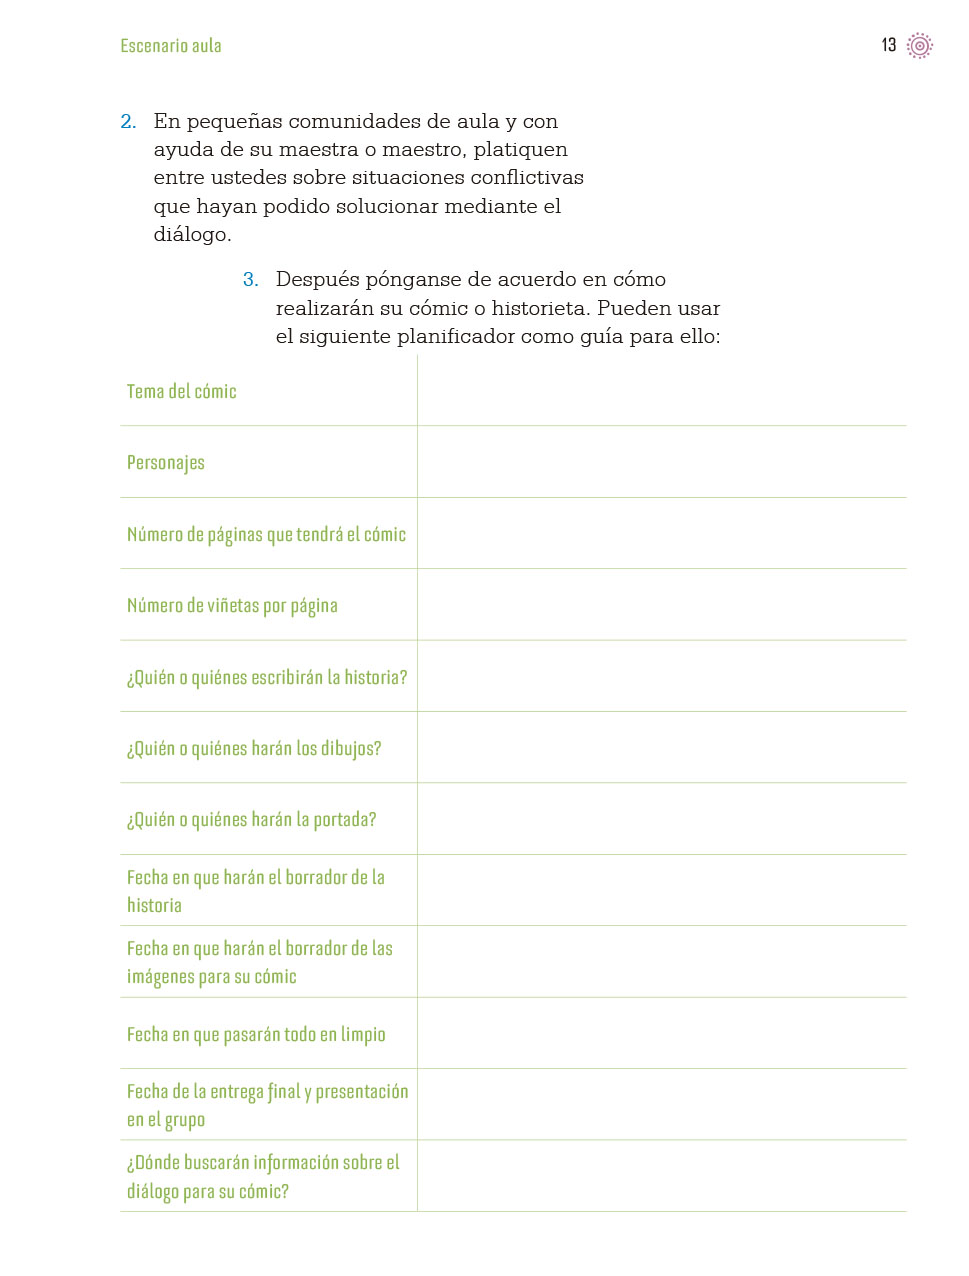 Escenario aula
13
2. En pequeñas comunidades de aula y con
ayuda de su maestra o maestro, platiquen
entre ustedes sobre situaciones conflictivas
que hayan podido solucionar mediante el
diálogo.
3. Después pónganse de acuerdo en cómo
realizarán su cómic o historieta. Pueden usar
el siguiente planificador como guía para ello:
Tema del cómic
Personajes
Número de páginas que tendrá el cómic
Número de viñetas por página
¿Quién o quiénes escribirán la historia?
¿Quién o quiénes harán los dibujos?
¿Quién o quiénes harán la portada?
Fecha en que harán el borrador de la
historia
Fecha en que harán el borrador de las
imágenes para su cómic
Fecha en que pasarán todo en limpio
Fecha de la entrega final y presentación
en el grupo
¿Dónde buscarán información sobre el
diálogo para su cómic?